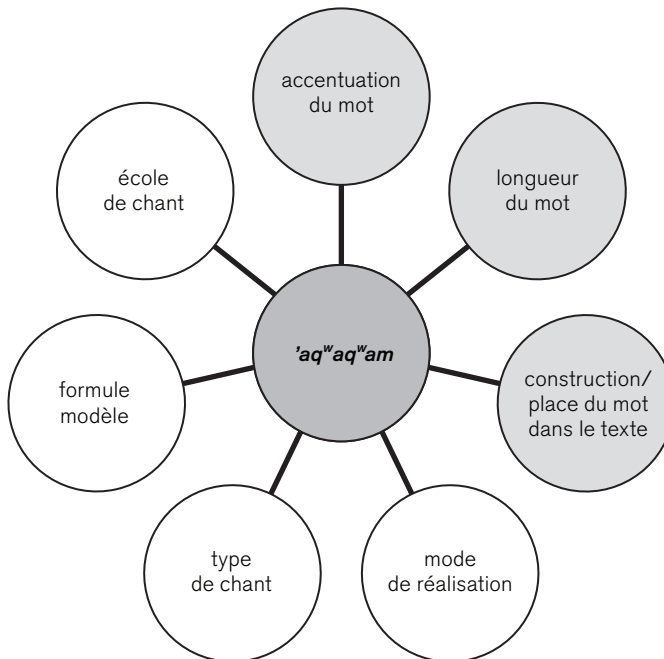 accentuation
du mot
école
de chant
longueur
du mot
'aqʷaqʷam
formule
modèle
construction/
place du mot
dans le texte
type
de chant
mode
de réalisation